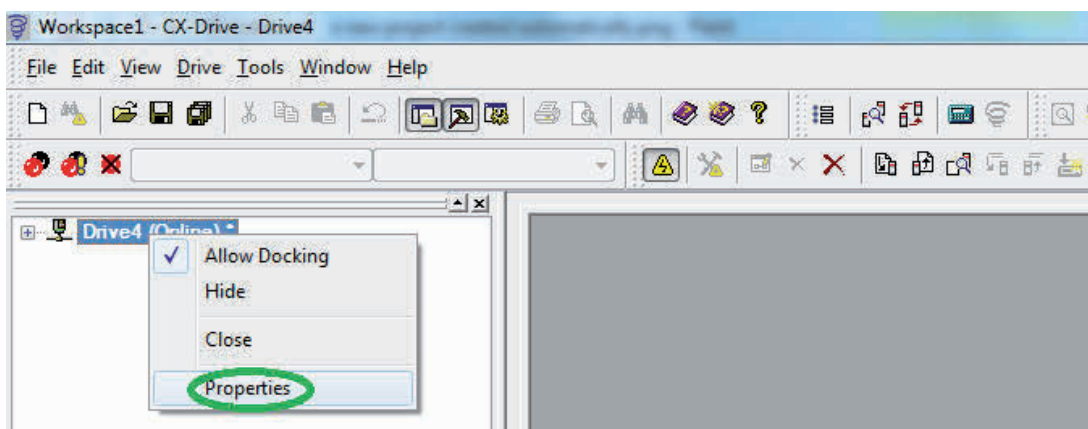 Workspace1 - CX-Drive - Drive4
File Edit View Drive Tools Window Help
Drive4 (Online) *
Allow Docking
Hide
Close
Properties